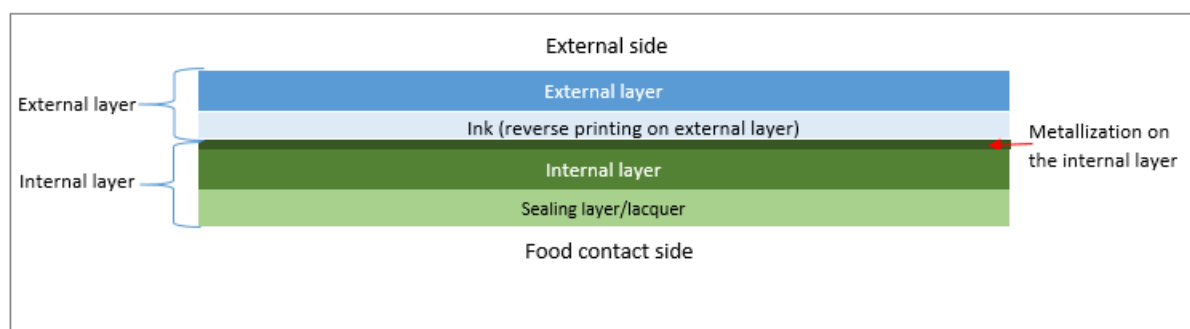 External side
External layer
External layer
Ink (reverse printing on external layer)
Metallization on
the internal layer
Internal layer
Internal layer
Sealing layer/lacquer
Food contact side